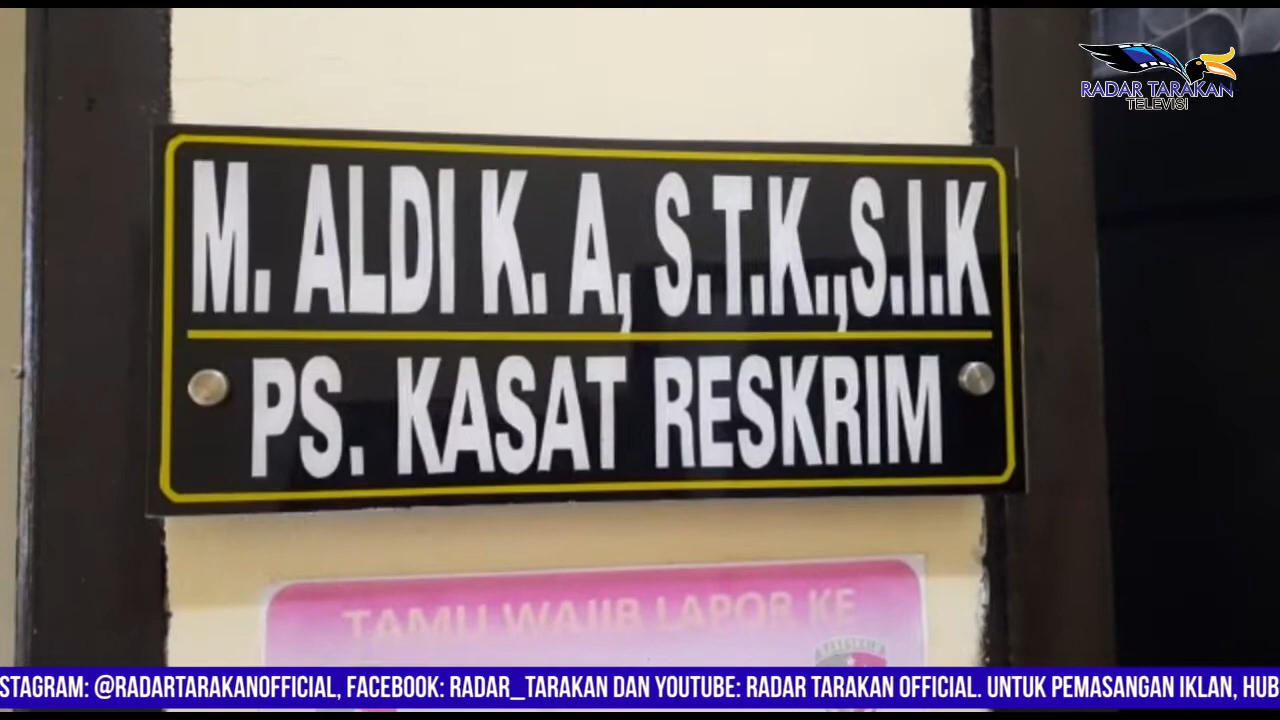 RADAR TARAKAN
TELEVISI
M. ALDI K. A, S.T.K.,S.I.K
PS. KASAT RESKRIM
TAMU WAJIB LAPOR KE
STAGRAM: @RADARTARAKANOFFICIAL, FACEBOOK: RADAR_TARAKAN DAN YOUTUBE: RADAR TARAKAN OFFICIAL. UNTUK PEMASANGAN IKLAN, HUB